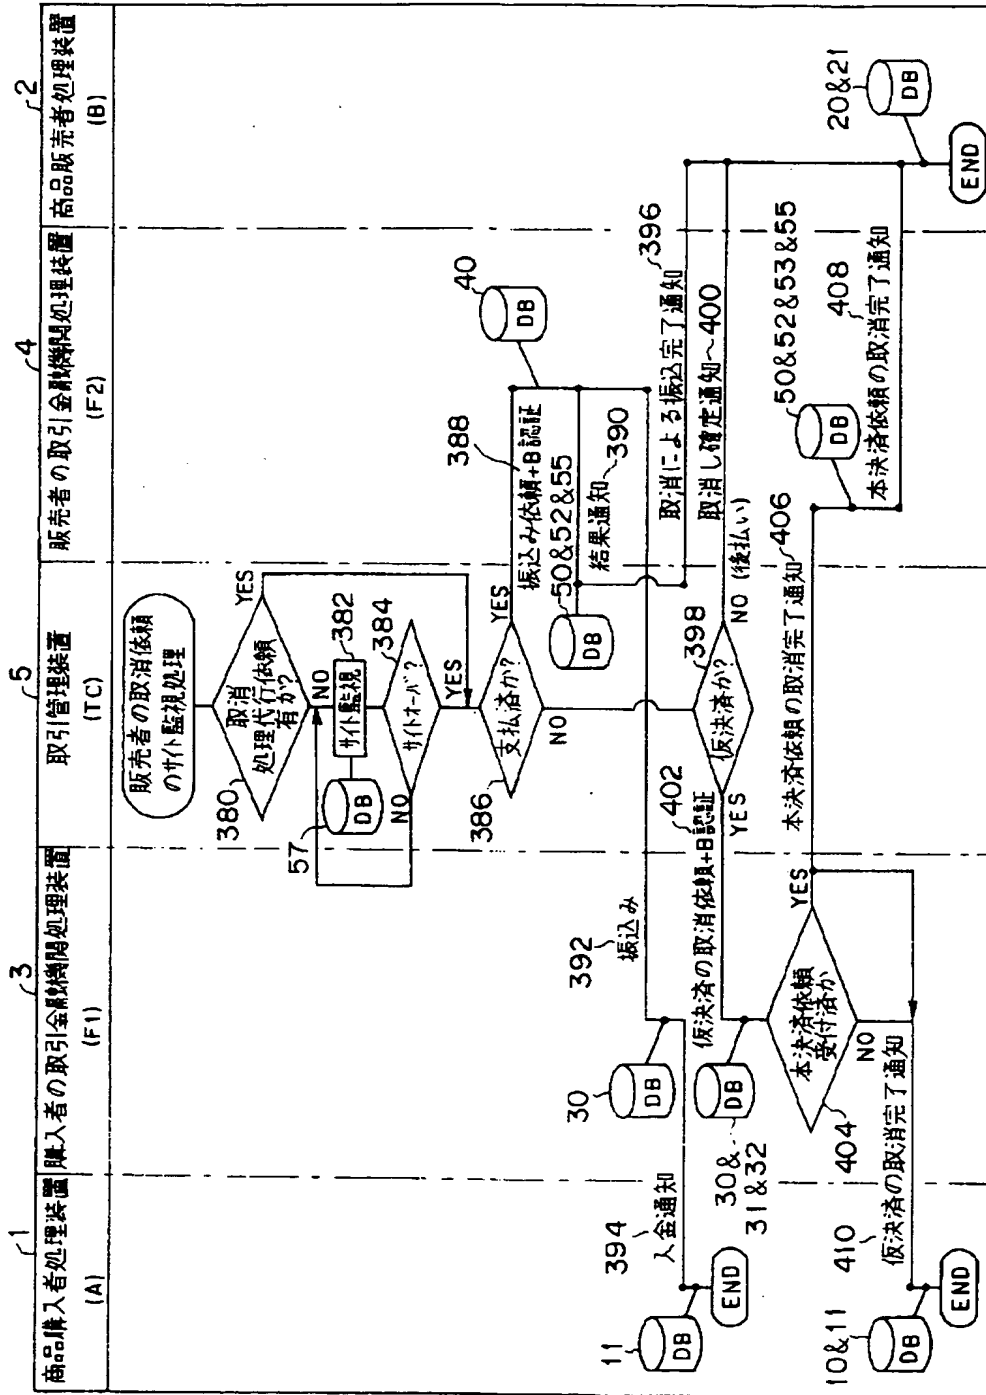 1
商品購入者処理装置
(A)
3
購入者の取引金融機関処理装置
(F1)
5
取引管理装置
(TC)
4
販売者の取引金融機関処理装置
(F2)
2
商品販売者処理装置
(B)
販売者の取消依頼
のサイト監視処理
取消
処理代行依頼
有か?
380
YES
NO
サイト監視
382
57
DB
サイトオーバ?
384
NO
YES
支払済か?
386
YES
NO
388
振込み依頼+B認証
40
DB
50&52&55
DB
結果通知
390
392
振込み
30
DB
394
入金通知
11
DB
END
取消による振込完了通知
396
仮決済か?
398
NO (後払い)
YES
取消し確定通知
400
402
仮決済の取消依頼+B認証
DB
30&
31&32
本決済依頼
受付済か
404
YES
NO
本決済依頼の取消完了通知
406
50&52&53&55
DB
408
本決済依頼の取消完了通知
20&21
DB
END
410
仮決済の取消完了通知
10&11
DB
END